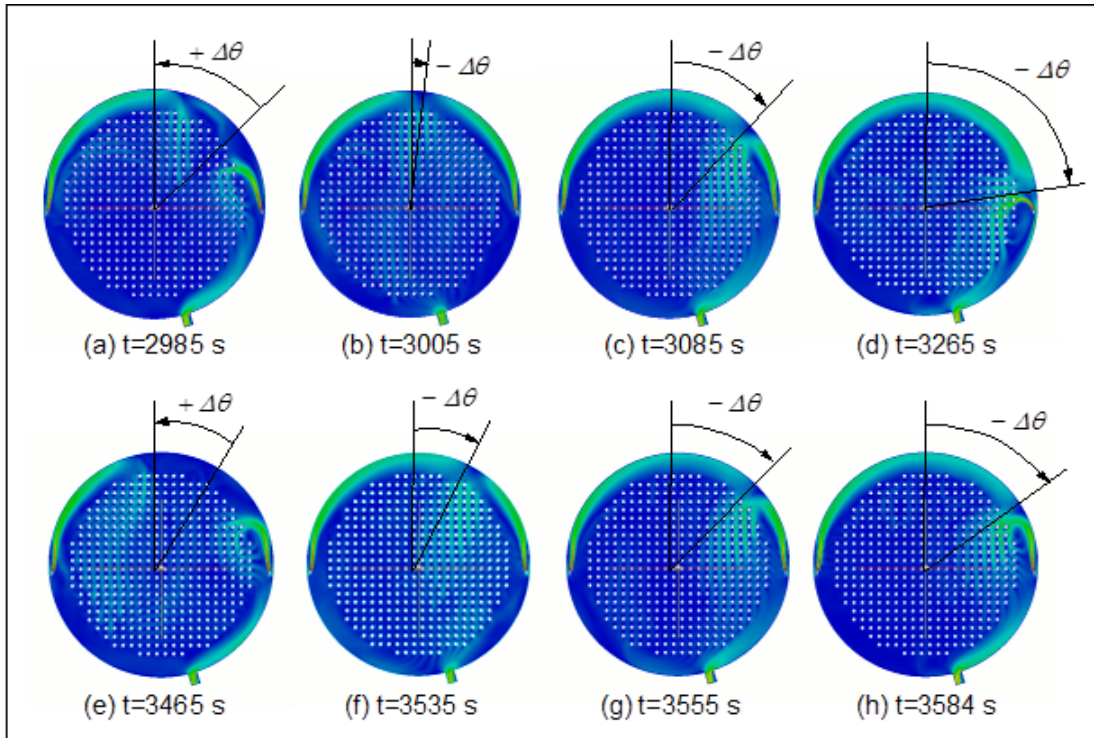 + Δθ
− Δθ
− Δθ
− Δθ
(a) t=2985 s
(b) t=3005 s
(c) t=3085 s
(d) t=3265 s
+ Δθ
− Δθ
− Δθ
− Δθ
(e) t=3465 s
(f) t=3535 s
(g) t=3555 s
(h) t=3584 s